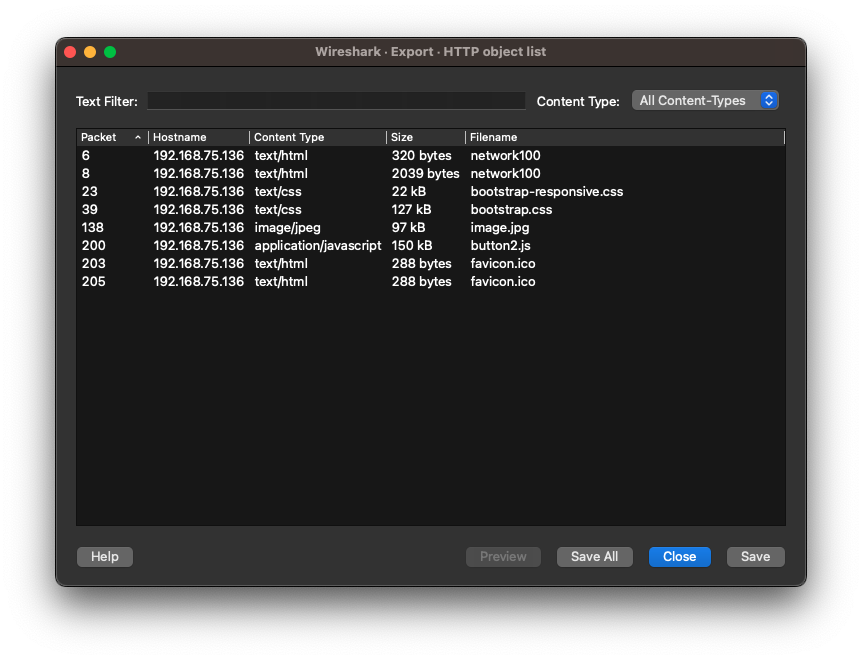 Wireshark · Export · HTTP object list
Text Filter: Content Type: All Content-Types
Packet Hostname Content Type Size Filename
6 192.168.75.136 text/html 320 bytes network100
8 192.168.75.136 text/html 2039 bytes network100
23 192.168.75.136 text/css 22 kB bootstrap-responsive.css
39 192.168.75.136 text/css 127 kB bootstrap.css
138 192.168.75.136 image/jpeg 97 kB image.jpg
200 192.168.75.136 application/javascript 150 kB button2.js
203 192.168.75.136 text/html 288 bytes favicon.ico
205 192.168.75.136 text/html 288 bytes favicon.ico
Help Preview Save All Close Save